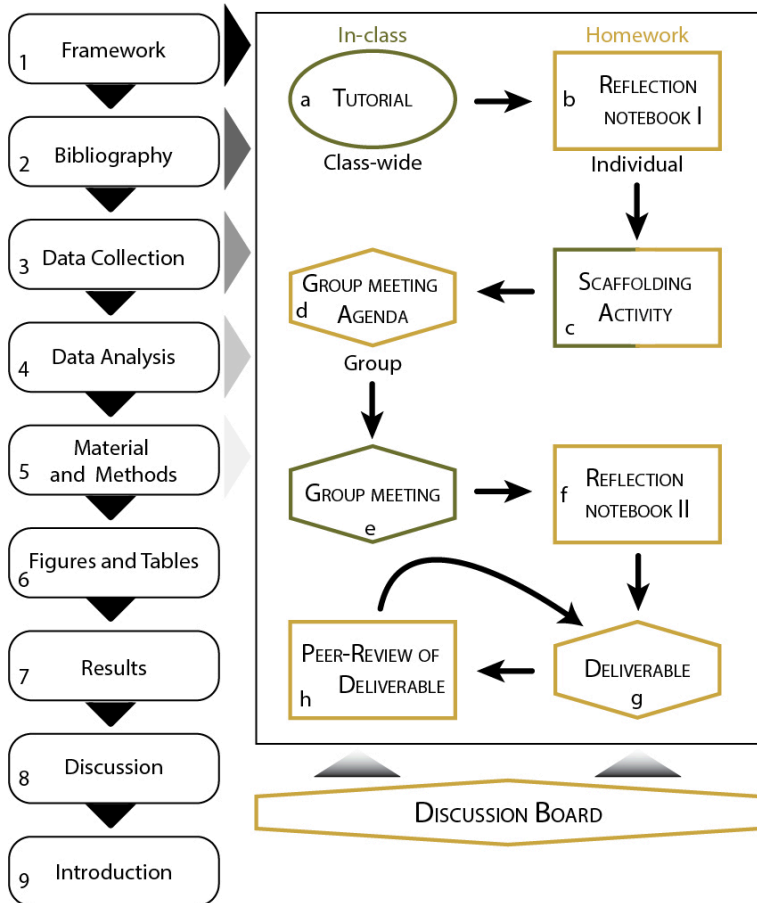 1 Framework
2 Bibliography
3 Data Collection
4 Data Analysis
5 Material
and Methods
6 Figures and Tables
7 Results
8 Discussion
9 Introduction
In-class
Homework
a TUTORIAL
Class-wide
b REFLECTION
NOTEBOOK I
Individual
SCAFFOLDING
ACTIVITY
c
GROUP MEETING
d AGENDA
Group
GROUP MEETING
e
f REFLECTION
NOTEBOOK II
DELIVERABLE
g
PEER-REVIEW OF
h DELIVERABLE
DISCUSSION BOARD